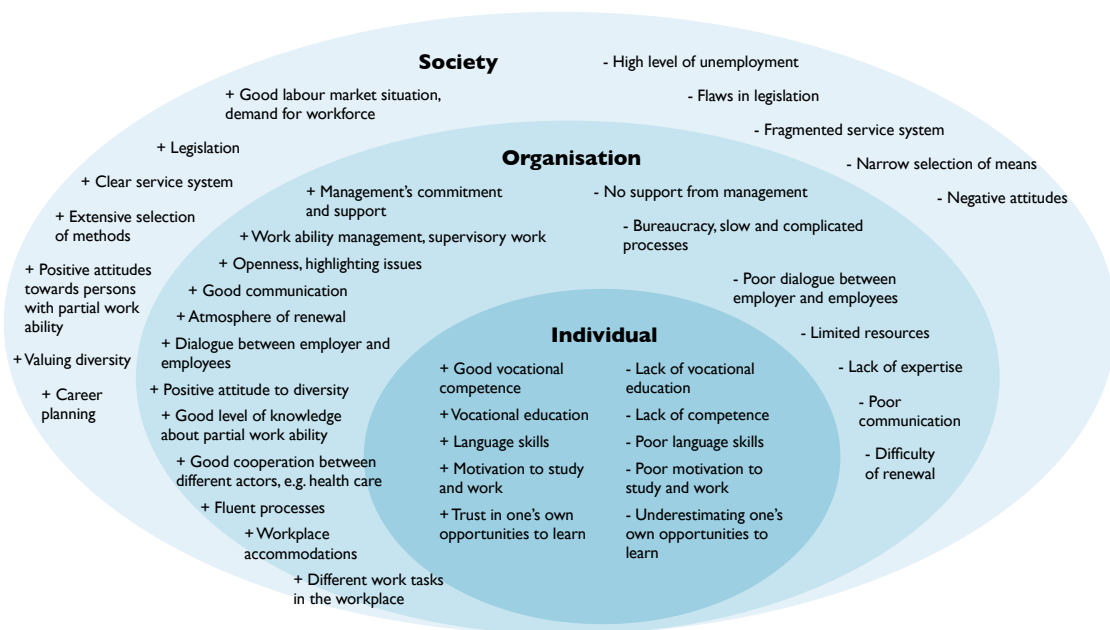 Society
+ Good labour market situation,
demand for workforce
+ Legislation
+ Clear service system
+ Extensive selection
of methods
+ Positive attitudes
towards persons
with partial work
ability
+ Valuing diversity
+ Career
planning
- High level of unemployment
- Flaws in legislation
- Fragmented service system
- Narrow selection of means
- Negative attitudes
Organisation
+ Management's commitment
and support
+ Work ability management, supervisory work
+ Openness, highlighting issues
+ Good communication
+ Atmosphere of renewal
+ Dialogue between employer and
employees
+ Positive attitude to diversity
+ Good level of knowledge
about partial work ability
+ Good cooperation between
different actors, e.g. health care
+ Fluent processes
+ Workplace
accommodations
+ Different work tasks
in the workplace
- No support from management
- Bureaucracy, slow and complicated
processes
- Poor dialogue between
employer and employees
- Limited resources
- Lack of expertise
- Poor
communication
- Difficulty
of renewal
Individual
+ Good vocational
competence
+ Vocational education
+ Language skills
+ Motivation to study
and work
+ Trust in one's own
opportunities to learn
- Lack of vocational
education
- Lack of competence
- Poor language skills
- Poor motivation to
study and work
- Underestimating one's
own opportunities to
learn